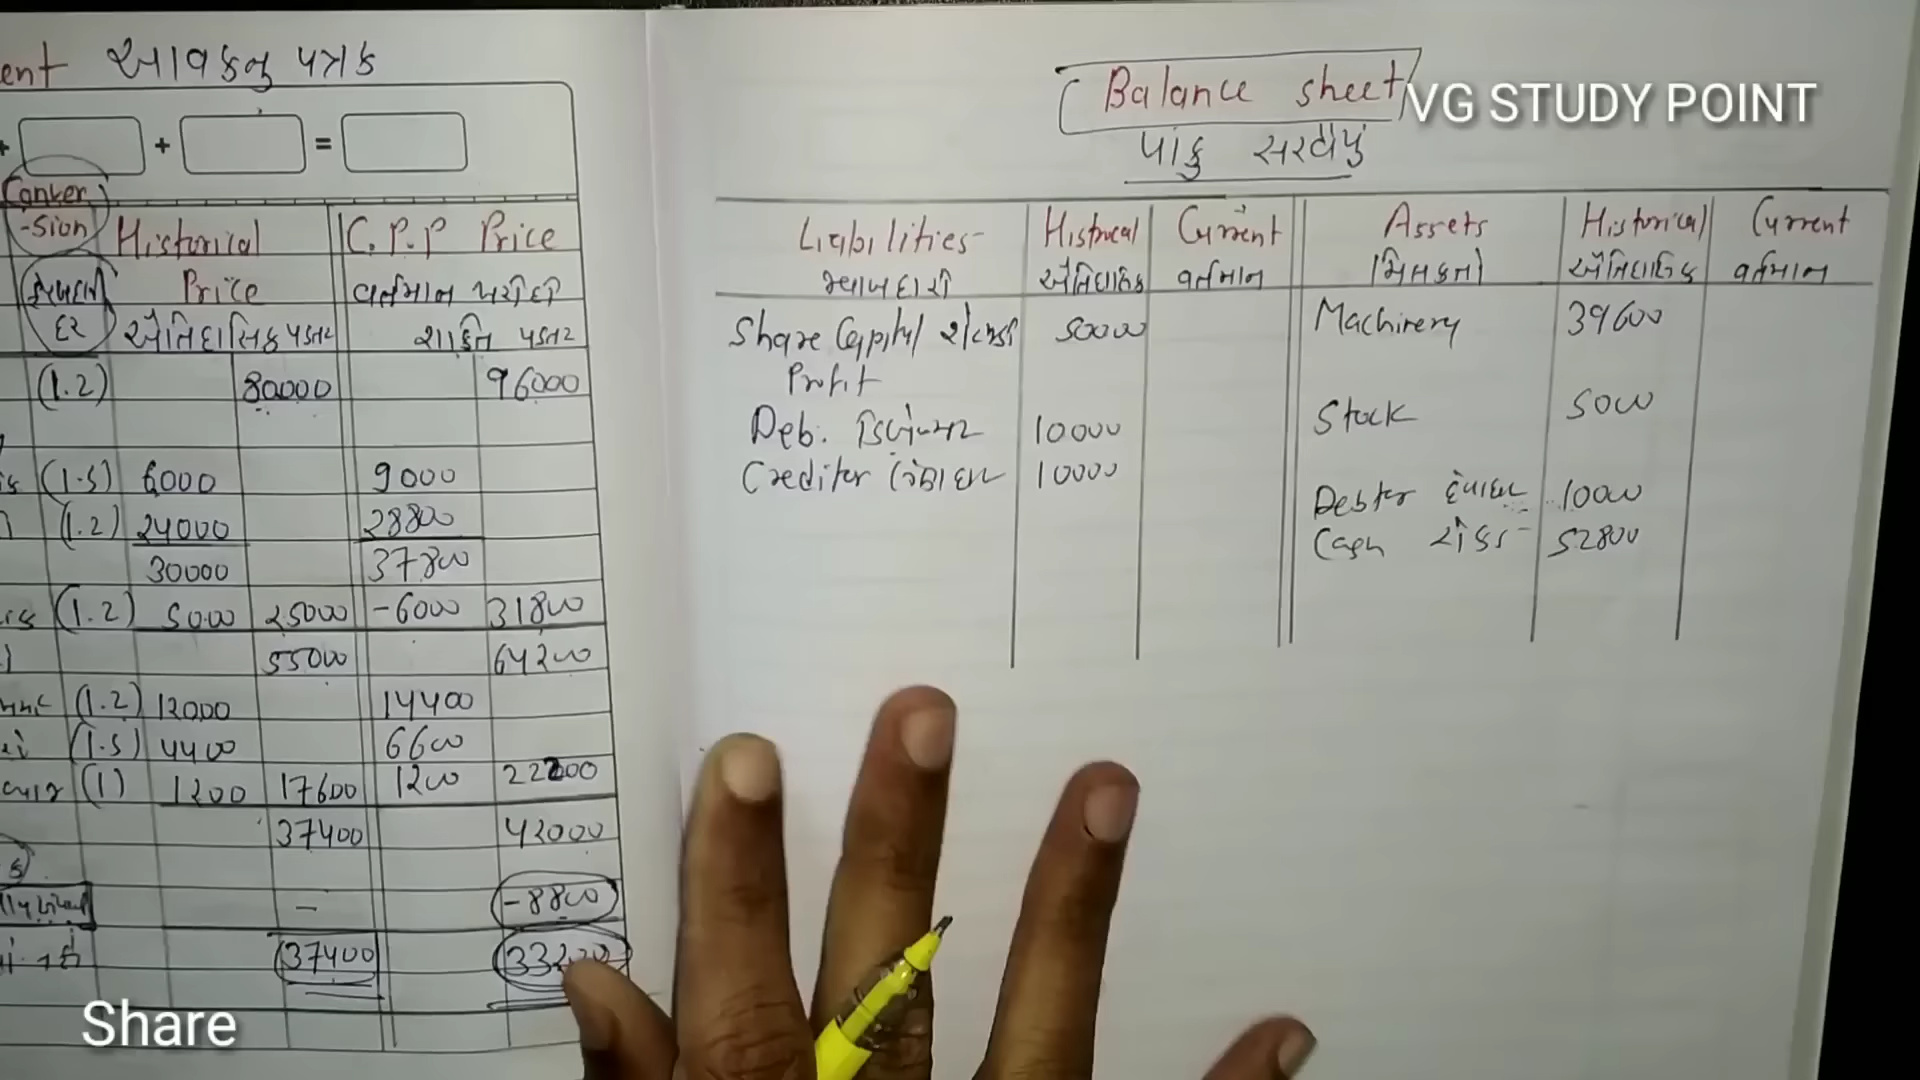 ent આવકનું પત્રક
+ + =
Conver
-sion
Historical
Price
ઐતિહાસિક પડતર
C.P.P Price
વર્તમાન ખરીદ
શક્તિ પડતર
દર
(1.2) 80000 96000
(1.5) 6000 9000
(1.2) 24000 28800
30000 37800
(1.2) 5000 25000 -6000 31800
55000 64200
(1.2) 12000 14400
(1.5) 4400 6600
(1) 1200 17600 1200 22200
37400 42000
- -8800
37400 33200
Share
Balance sheet
VG STUDY POINT
પાકું સરવૈયું
Liabilities Historical Current Assets Historical Current
ઐતિહાસિક વર્તમાન મિલકતો ઐતિહાસિક વર્તમાન
Share Capital 50000 Machinery 39600
Profit
Deb. ડિબેન્ચર 10000 Stock 5000
Creditor લેણદાર 10000 Debtor દેવાદાર 10000
Cash રોકડ 52800